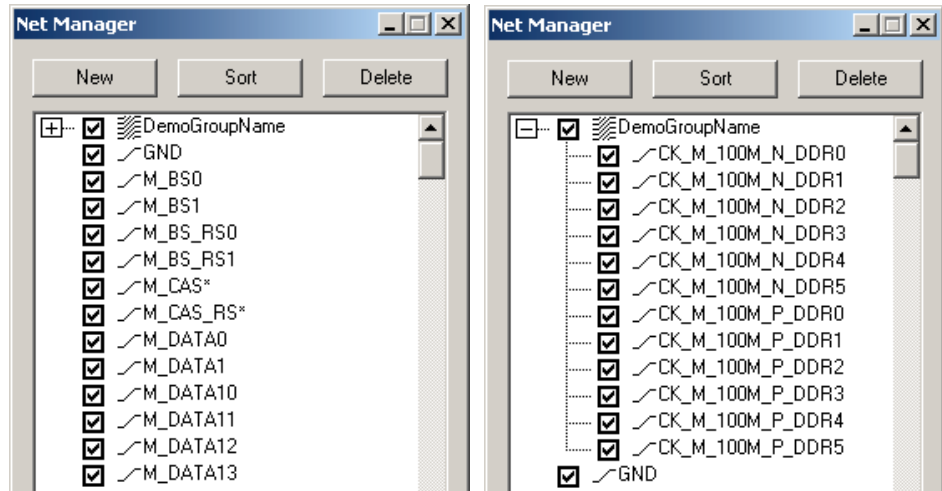 Net Manager
New Sort Delete
DemoGroupName
GND
M_BS0
M_BS1
M_BS_RS0
M_BS_RS1
M_CAS*
M_CAS_RS*
M_DATA0
M_DATA1
M_DATA10
M_DATA11
M_DATA12
M_DATA13
Net Manager
New Sort Delete
DemoGroupName
CK_M_100M_N_DDR0
CK_M_100M_N_DDR1
CK_M_100M_N_DDR2
CK_M_100M_N_DDR3
CK_M_100M_N_DDR4
CK_M_100M_N_DDR5
CK_M_100M_P_DDR0
CK_M_100M_P_DDR1
CK_M_100M_P_DDR2
CK_M_100M_P_DDR3
CK_M_100M_P_DDR4
CK_M_100M_P_DDR5
GND